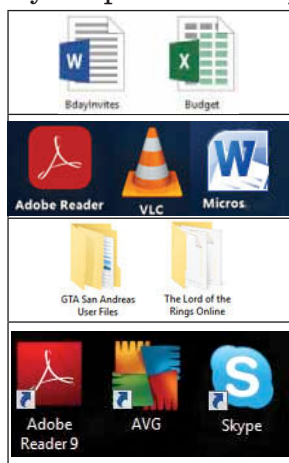 BdayInvites Budget
Adobe Reader VLC Micros
GTA San Andreas The Lord of the
User Files Rings Online
Adobe AVG Skype
Reader 9